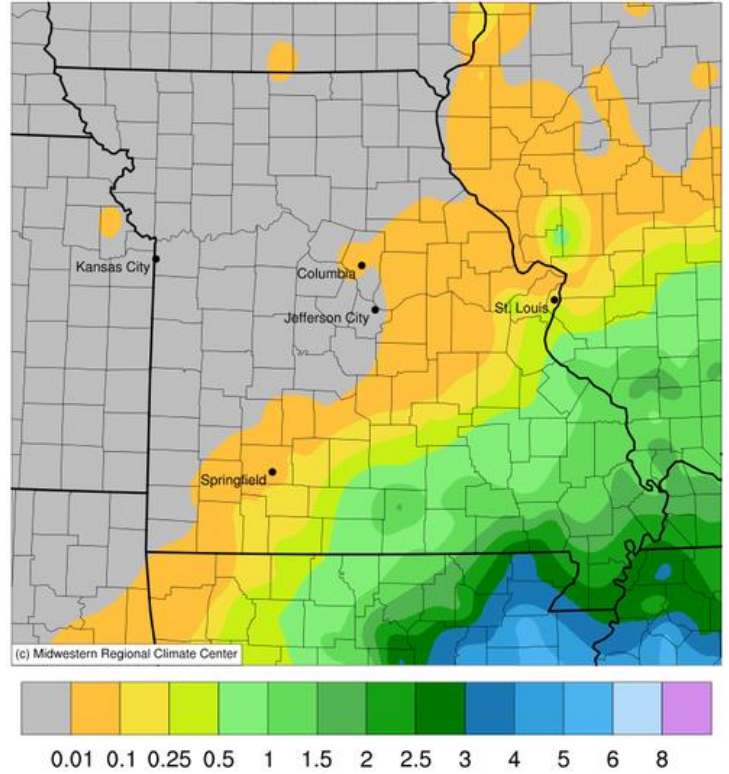 Kansas City
Columbia
Jefferson City
St. Louis
Springfield
(c) Midwestern Regional Climate Center
0.01 0.1 0.25 0.5 1 1.5 2 2.5 3 4 5 6 8